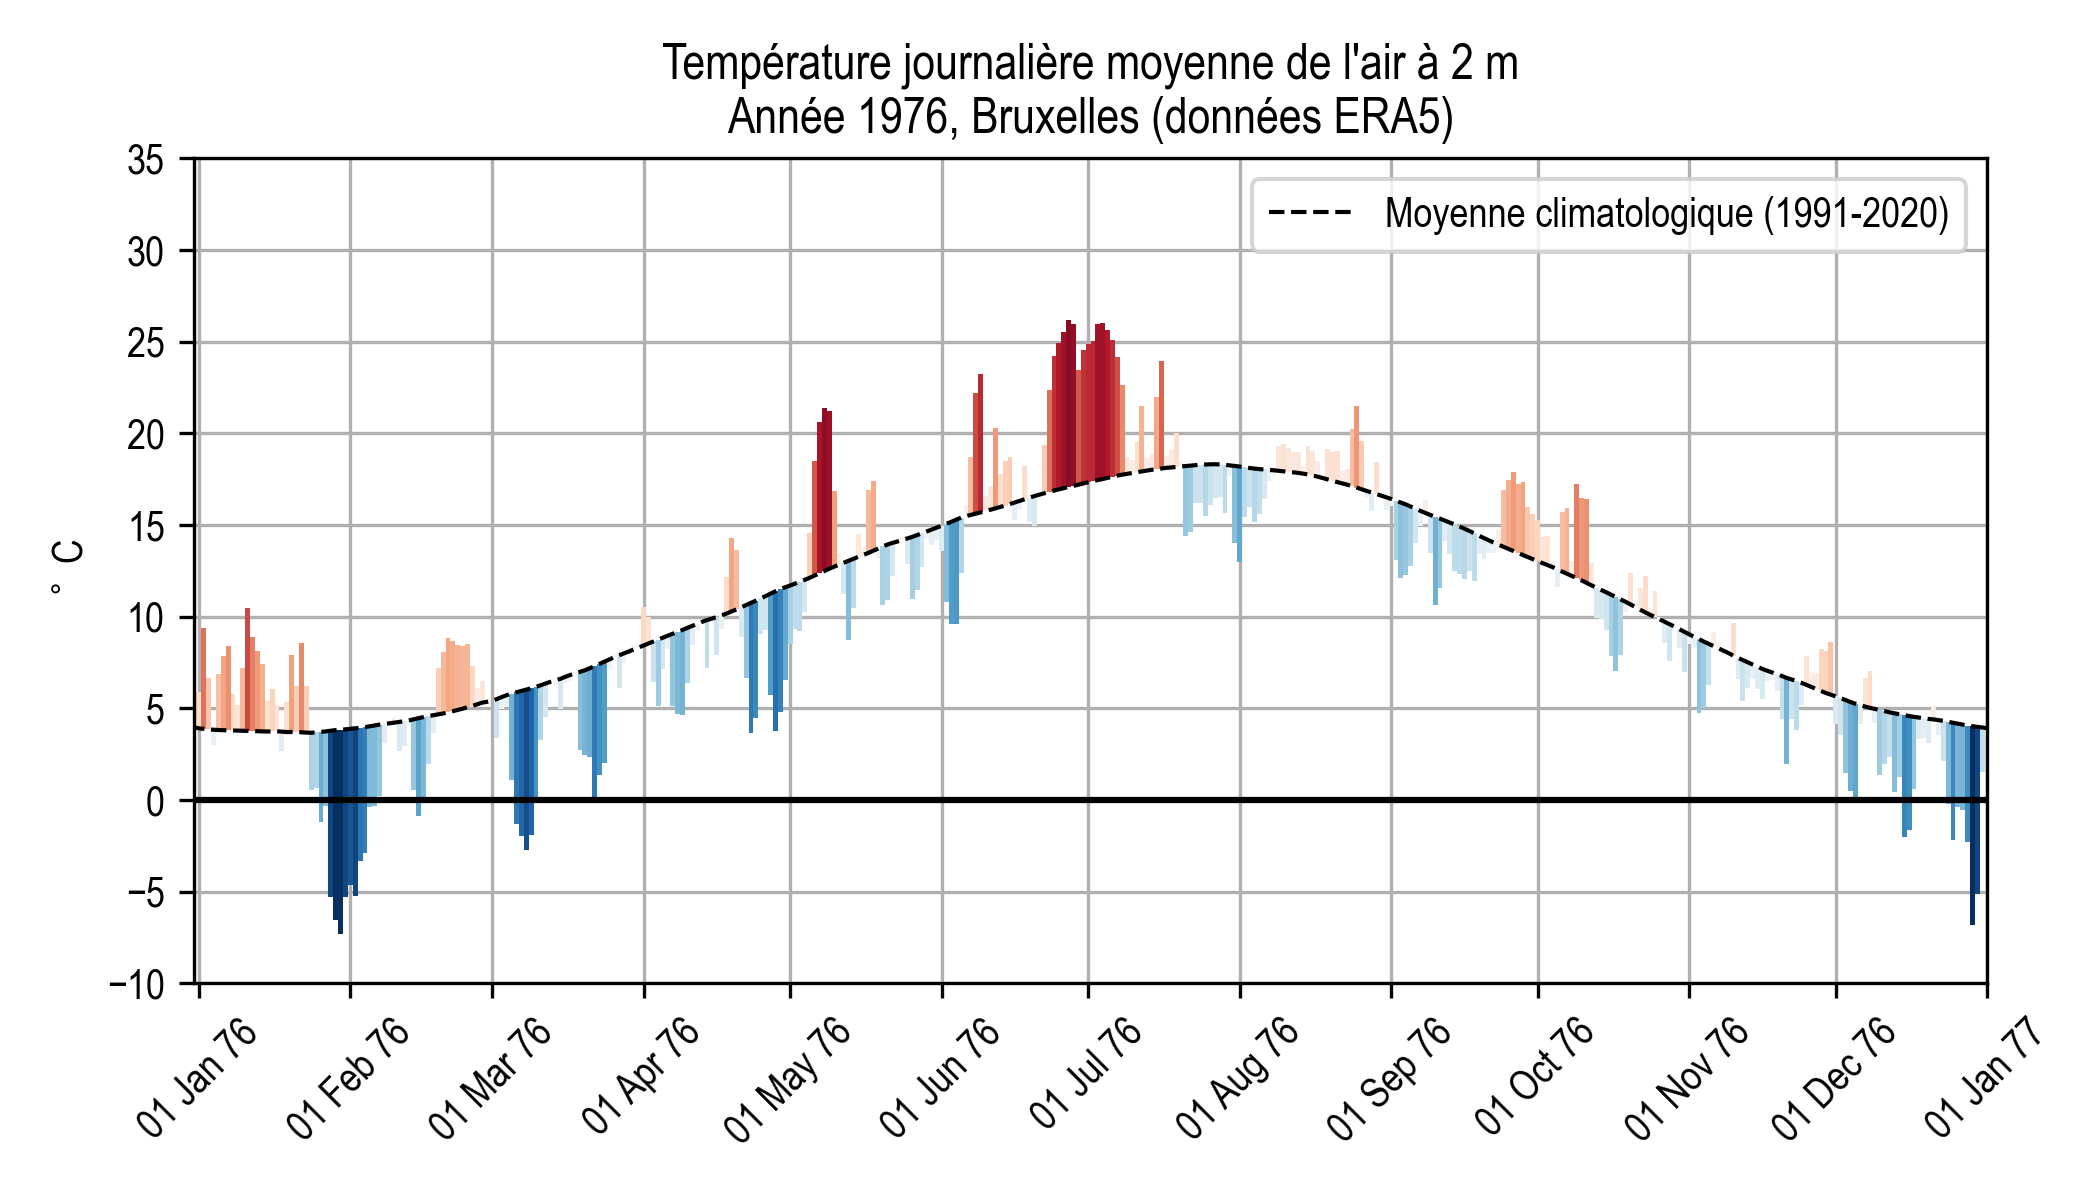 Température journalière moyenne de l'air à 2 m
Année 1976, Bruxelles (données ERA5)
Moyenne climatologique (1991-2020)
° C
35
30
25
20
15
10
5
0
−5
−10
01 Jan 76
01 Feb 76
01 Mar 76
01 Apr 76
01 May 76
01 Jun 76
01 Jul 76
01 Aug 76
01 Sep 76
01 Oct 76
01 Nov 76
01 Dec 76
01 Jan 77